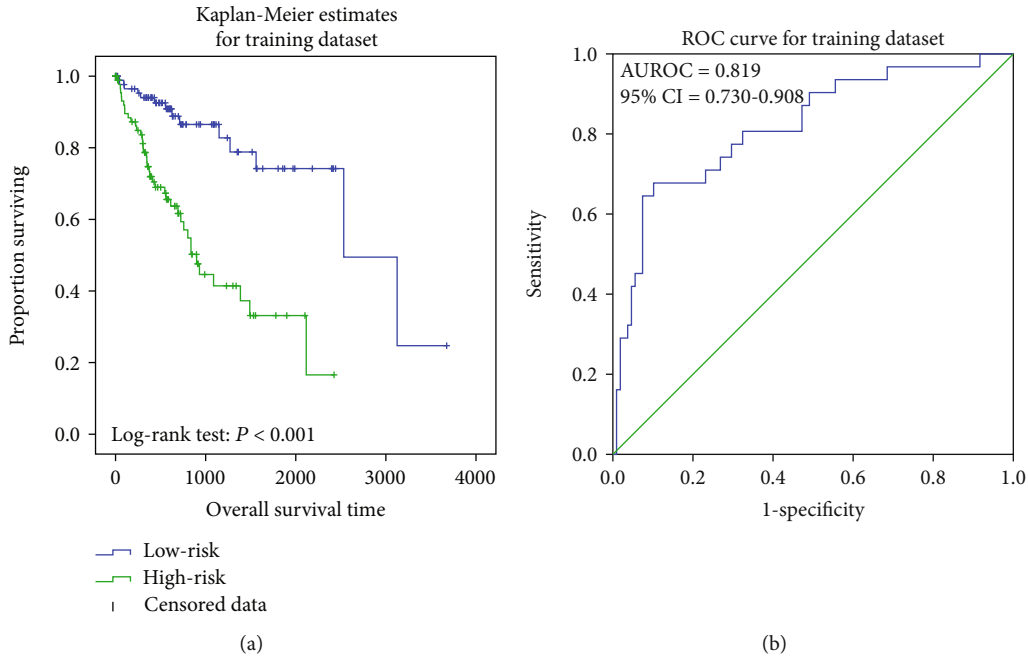 Kaplan-Meier estimates
for training dataset
1.0
0.8
0.6
0.4
0.2
0.0
Proportion surviving
Log-rank test: P < 0.001
0 1000 2000 3000 4000
Overall survival time
Low-risk
High-risk
Censored data
(a)
ROC curve for training dataset
AUROC = 0.819
95% CI = 0.730-0.908
1.0
0.8
0.6
0.4
0.2
0.0
Sensitivity
0.0 0.2 0.4 0.6 0.8 1.0
1-specificity
(b)